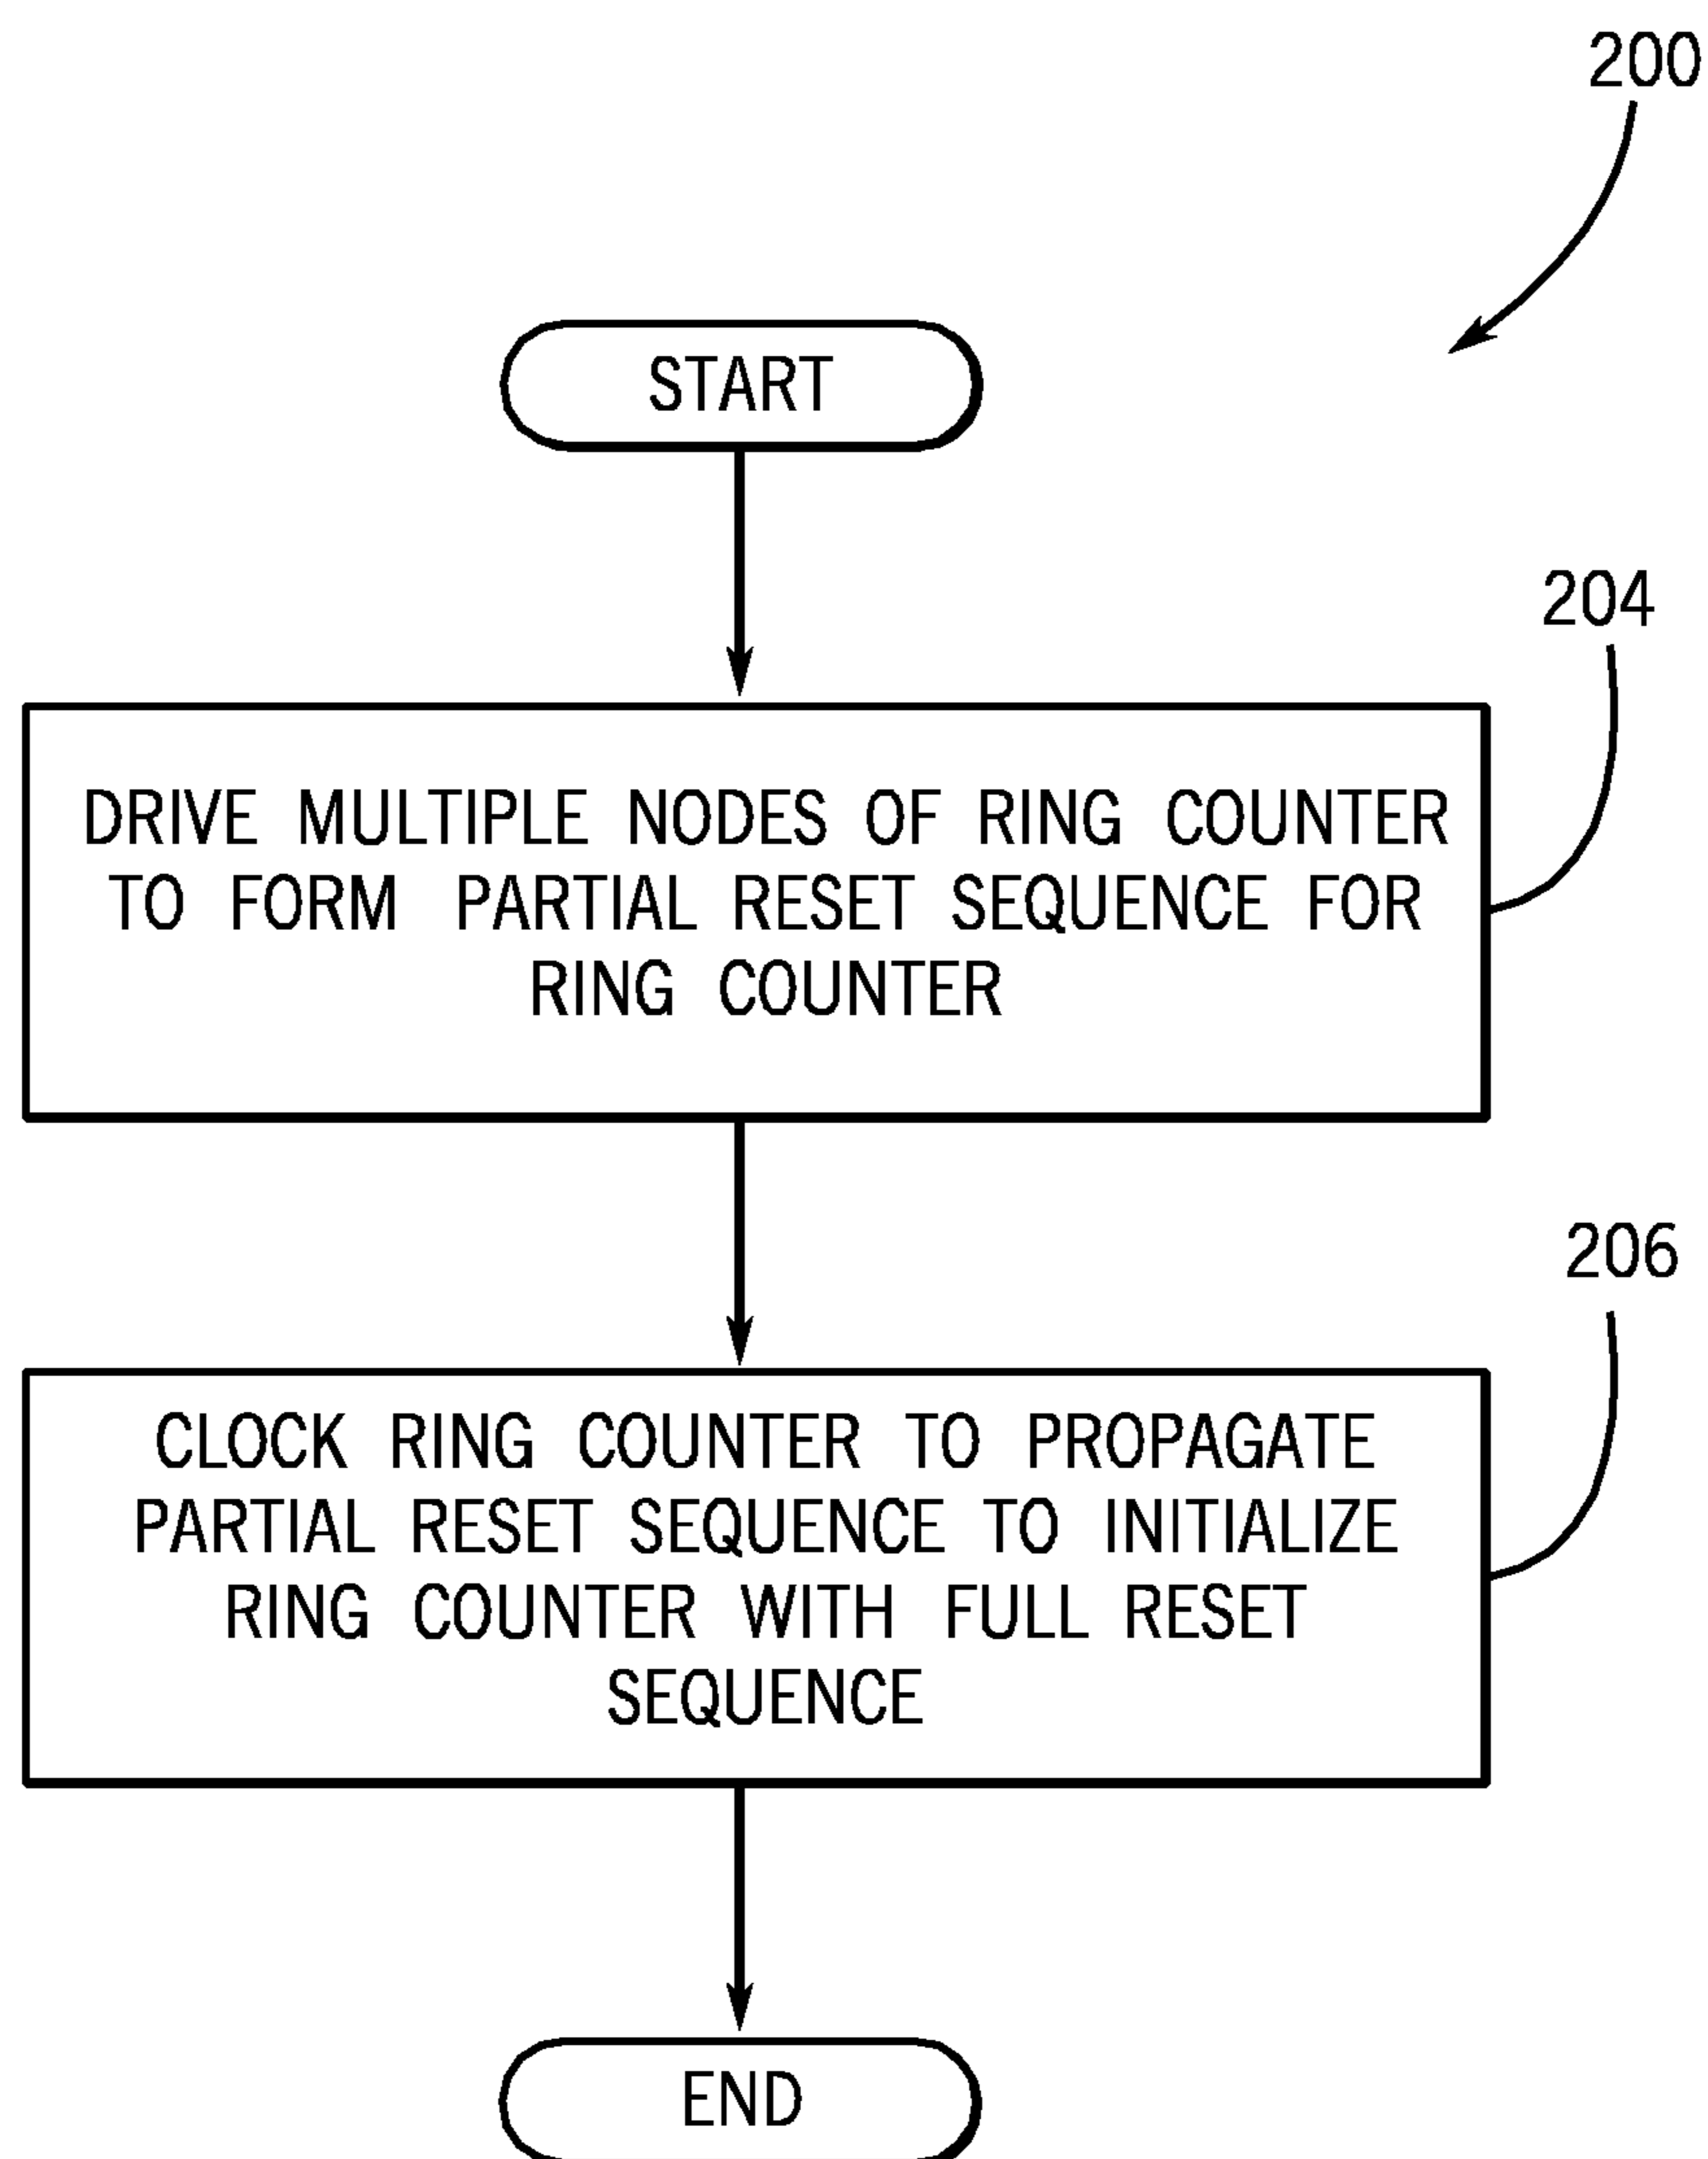 200
START
204
DRIVE MULTIPLE NODES OF RING COUNTER
TO FORM PARTIAL RESET SEQUENCE FOR
RING COUNTER
206
CLOCK RING COUNTER TO PROPAGATE
PARTIAL RESET SEQUENCE TO INITIALIZE
RING COUNTER WITH FULL RESET
SEQUENCE
END